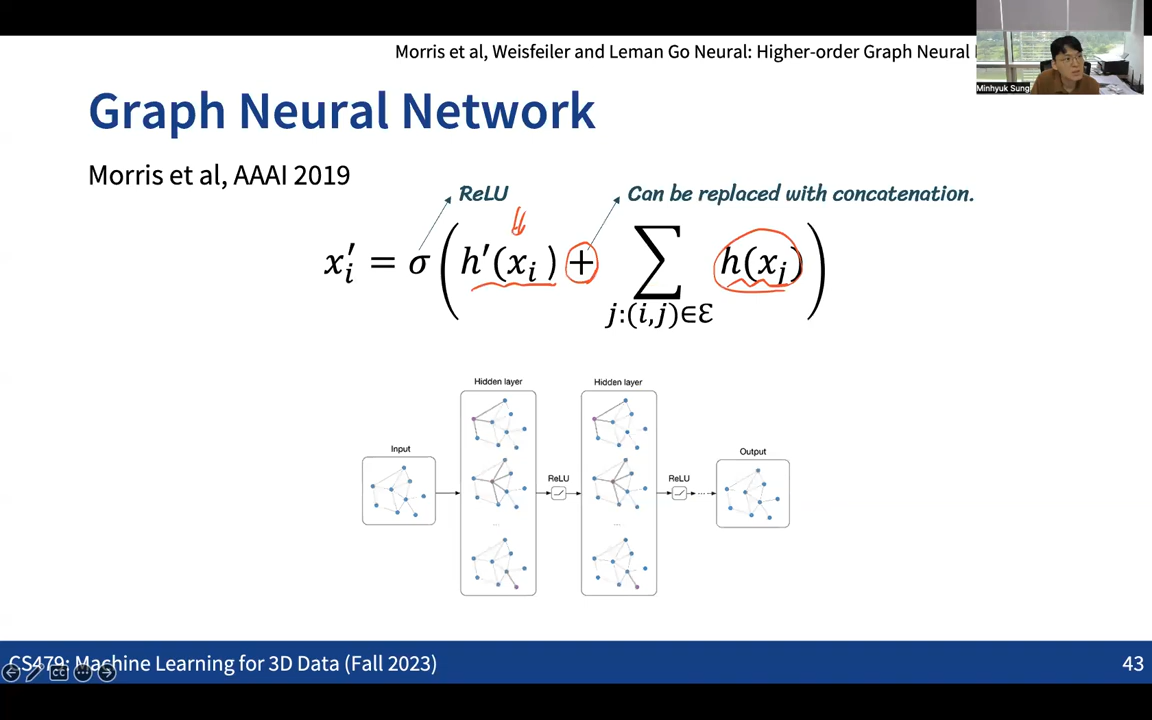 Morris et al, Weisfeiler and Leman Go Neural: Higher-order Graph Neural
Minhyuk Sung
Graph Neural Network
Morris et al, AAAI 2019
ReLU
Can be replaced with concatenation.
x′ᵢ = σ ( h′(xᵢ) + ∑ h(xⱼ) )
j:(i,j)∈ℰ
Hidden layer
Hidden layer
Input
Output
ReLU
ReLU
...
...
...
CS479: Machine Learning for 3D Data (Fall 2023)
CC
43